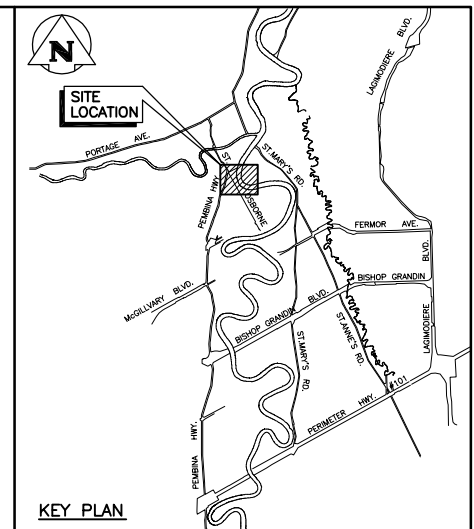 N
SITE
LOCATION
LAGIMODIERE BLVD.
PORTAGE AVE.
PEMBINA HWY.
ST
OSBORNE
ST.MARY'S RD.
FERMOR AVE.
McGILLVARY BLVD.
BISHOP GRANDIN BLVD.
BISHOP GRANDIN
BLVD.
LAGIMODIERE
ST.MARY'S RD.
ST.ANNE'S RD.
#101
PERIMETER HWY.
PEMBINA HWY.
KEY PLAN